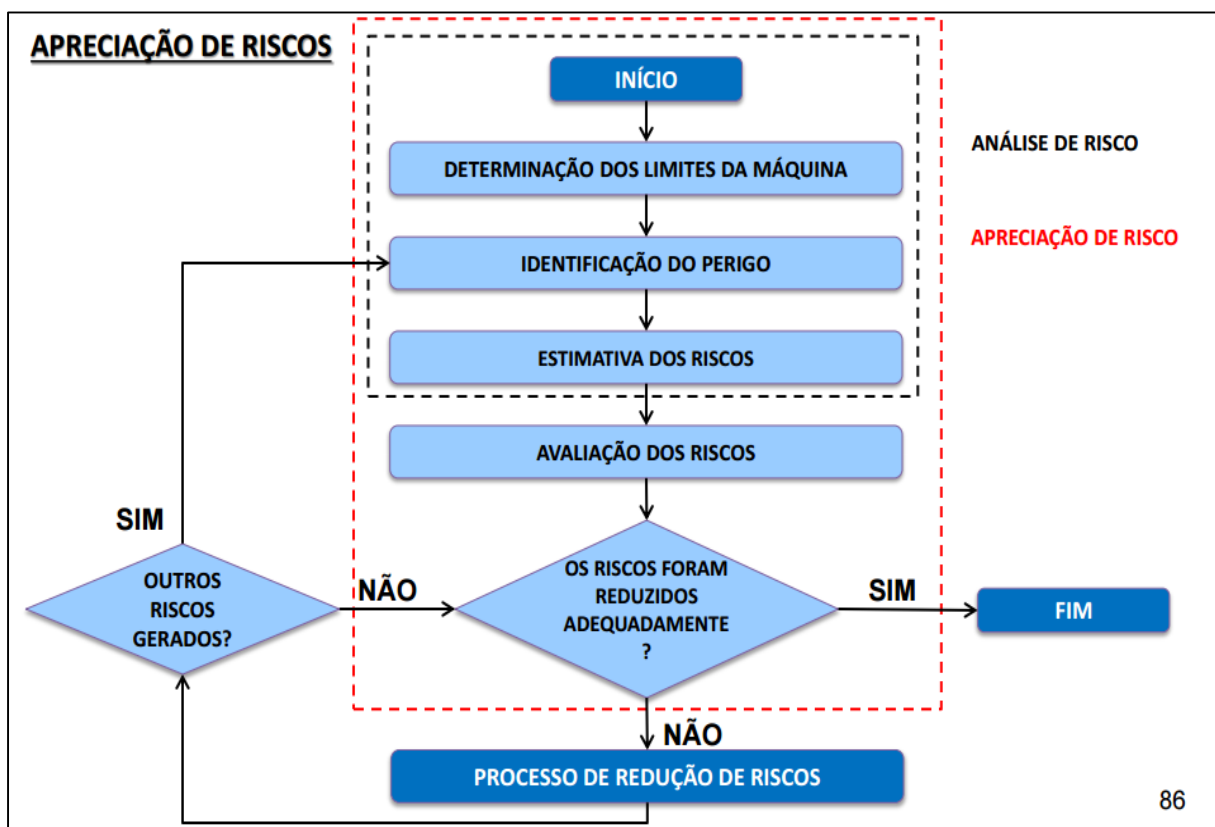 APRECIAÇÃO DE RISCOS
INÍCIO
DETERMINAÇÃO DOS LIMITES DA MÁQUINA
ANÁLISE DE RISCO
APRECIAÇÃO DE RISCO
IDENTIFICAÇÃO DO PERIGO
ESTIMATIVA DOS RISCOS
AVALIAÇÃO DOS RISCOS
SIM
OUTROS
RISCOS
GERADOS?
NÃO
OS RISCOS FORAM
REDUZIDOS
ADEQUADAMENTE
?
SIM
FIM
NÃO
PROCESSO DE REDUÇÃO DE RISCOS
86